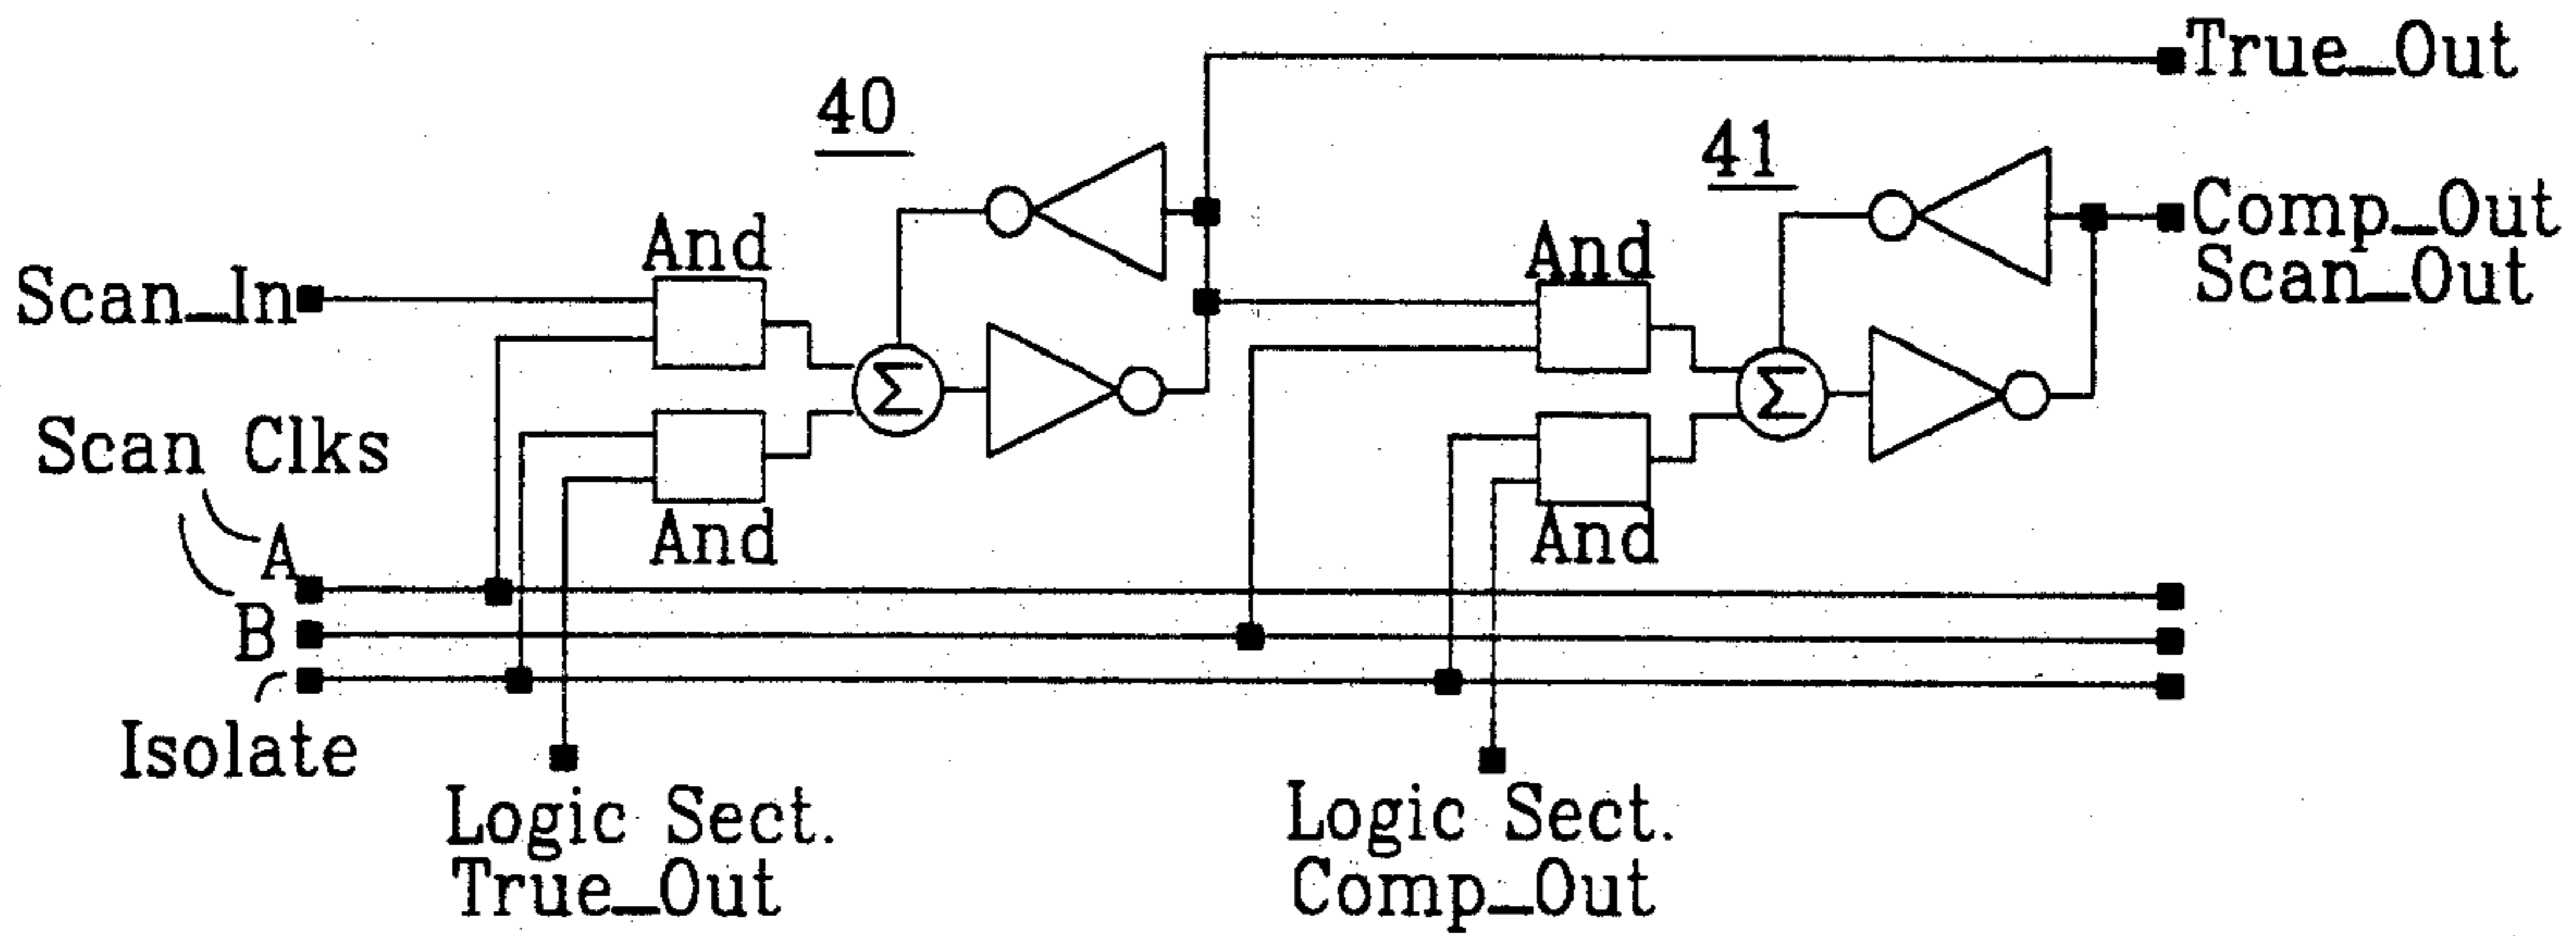 True_Out
40
41
And
And
Comp_Out
Scan_Out
Scan_In
Σ
Σ
Scan Clks
And
And
A
B
Isolate
Logic Sect.
True_Out
Logic Sect.
Comp_Out